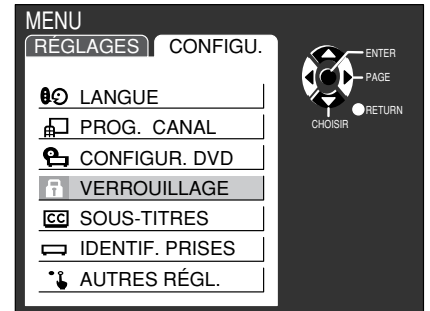 MENU
RÉGLAGES CONFIGU.
LANGUE
PROG. CANAL
CONFIGUR. DVD
VERROUILLAGE
CC SOUS-TITRES
IDENTIF. PRISES
AUTRES RÉGL.
ENTER
PAGE
RETURN
CHOISIR